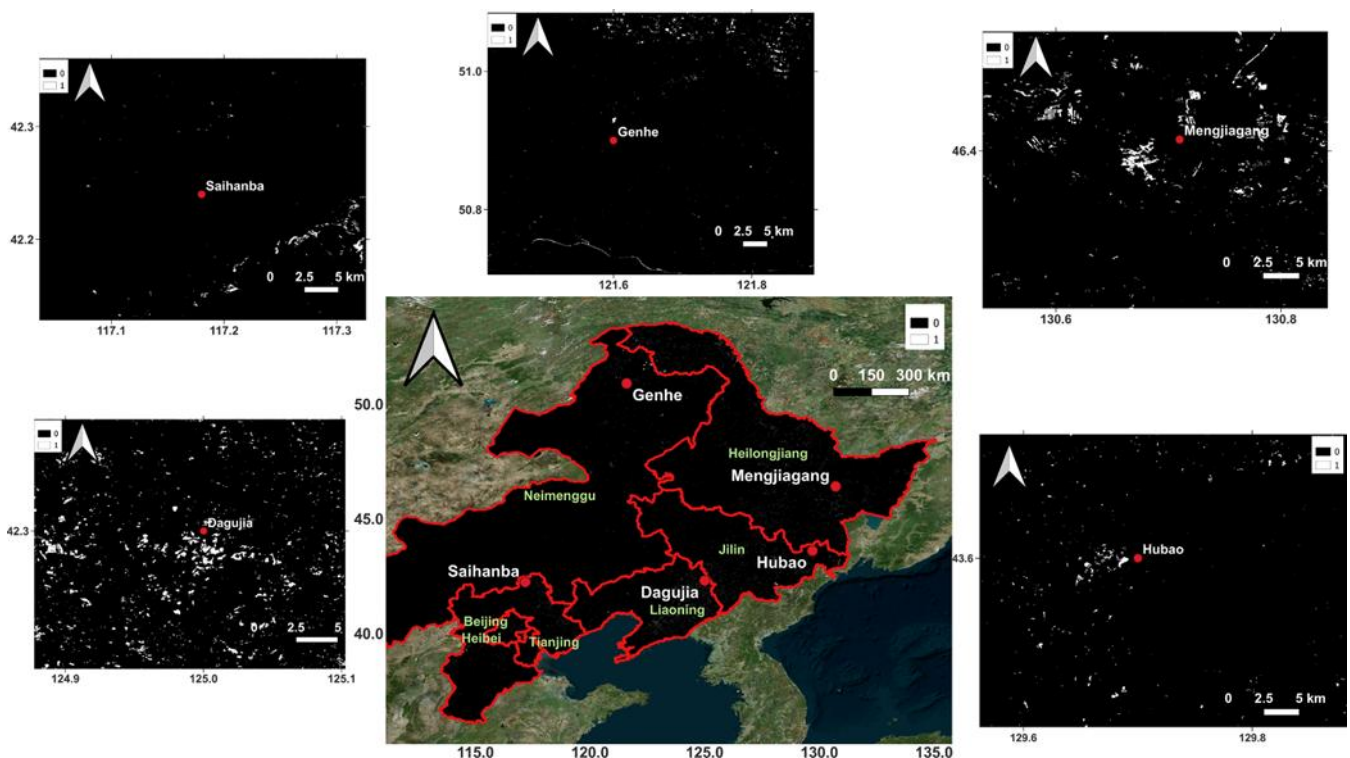 0
1
42.3
42.2
Saihanba
0 2.5 5 km
117.1 117.2 117.3
0
1
51.0
50.8
Genhe
0 2.5 5 km
121.6 121.8
0
1
46.4
Mengjiagang
0 2.5 5 km
130.6 130.8
0
1
42.3
Dagujia
0 2.5 5
124.9 125.0 125.1
0
1
0 150 300 km
50.0
45.0
40.0
Genhe
Heilongjiang
Mengjiagang
Neimenggu
Jilin
Hubao
Saihanba
Dagujia
Liaoning
Beijing
Heibei
Tianjing
115.0 120.0 125.0 130.0 135.0
0
1
43.6
Hubao
0 2.5 5 km
129.6 129.8